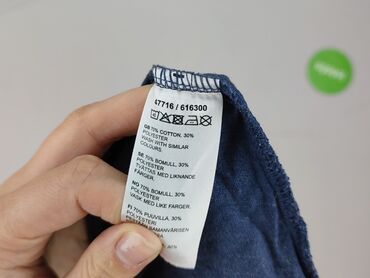 47716 / 616300
GB 70% COTTON, 30%
POLYESTER
WASH WITH SIMILAR
COLOURS.
SE 70% BOMULL, 30%
POLYESTER
TVÄTTAS MED LIKNANDE
FÄRGER.
NO 70% BOMULL, 30%
POLYESTER
VASK MED LIKE FARGER.
FI 70% PUUVILLA, 30%